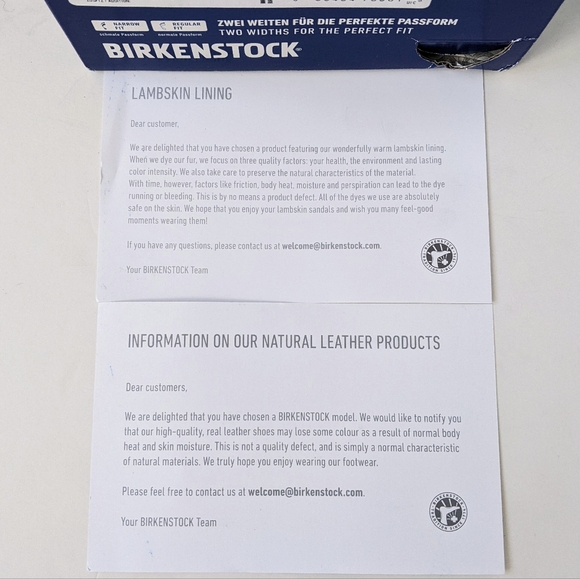 NARROW FIT
schmale Passform
REGULAR FIT
normale Passform
ZWEI WEITEN FÜR DIE PERFEKTE PASSFORM
TWO WIDTHS FOR THE PERFECT FIT
BIRKENSTOCK
LAMBSKIN LINING
Dear customer,
We are delighted that you have chosen a product featuring our wonderfully warm lambskin lining.
When we dye our fur, we focus on three quality factors: your health, the environment and lasting
color intensity. We also take care to preserve the natural characteristics of the material.
With time, however, factors like friction, body heat, moisture and perspiration can lead to the dye
running or bleeding. This is by no means a product defect. All of the dyes we use are absolutely
safe on the skin. We hope that you enjoy your lambskin sandals and wish you many feel-good
moments wearing them!
If you have any questions, please contact us at welcome@birkenstock.com.
Your BIRKENSTOCK Team
BIRKENSTOCK
INFORMATION ON OUR NATURAL LEATHER PRODUCTS
Dear customers,
We are delighted that you have chosen a BIRKENSTOCK model. We would like to notify you
that our high-quality, real leather shoes may lose some colour as a result of normal body
heat and skin moisture. This is not a quality defect, and is simply a normal characteristic
of natural materials. We truly hope you enjoy wearing our footwear.
Please feel free to contact us at welcome@birkenstock.com.
Your BIRKENSTOCK Team
BIRKENSTOCK